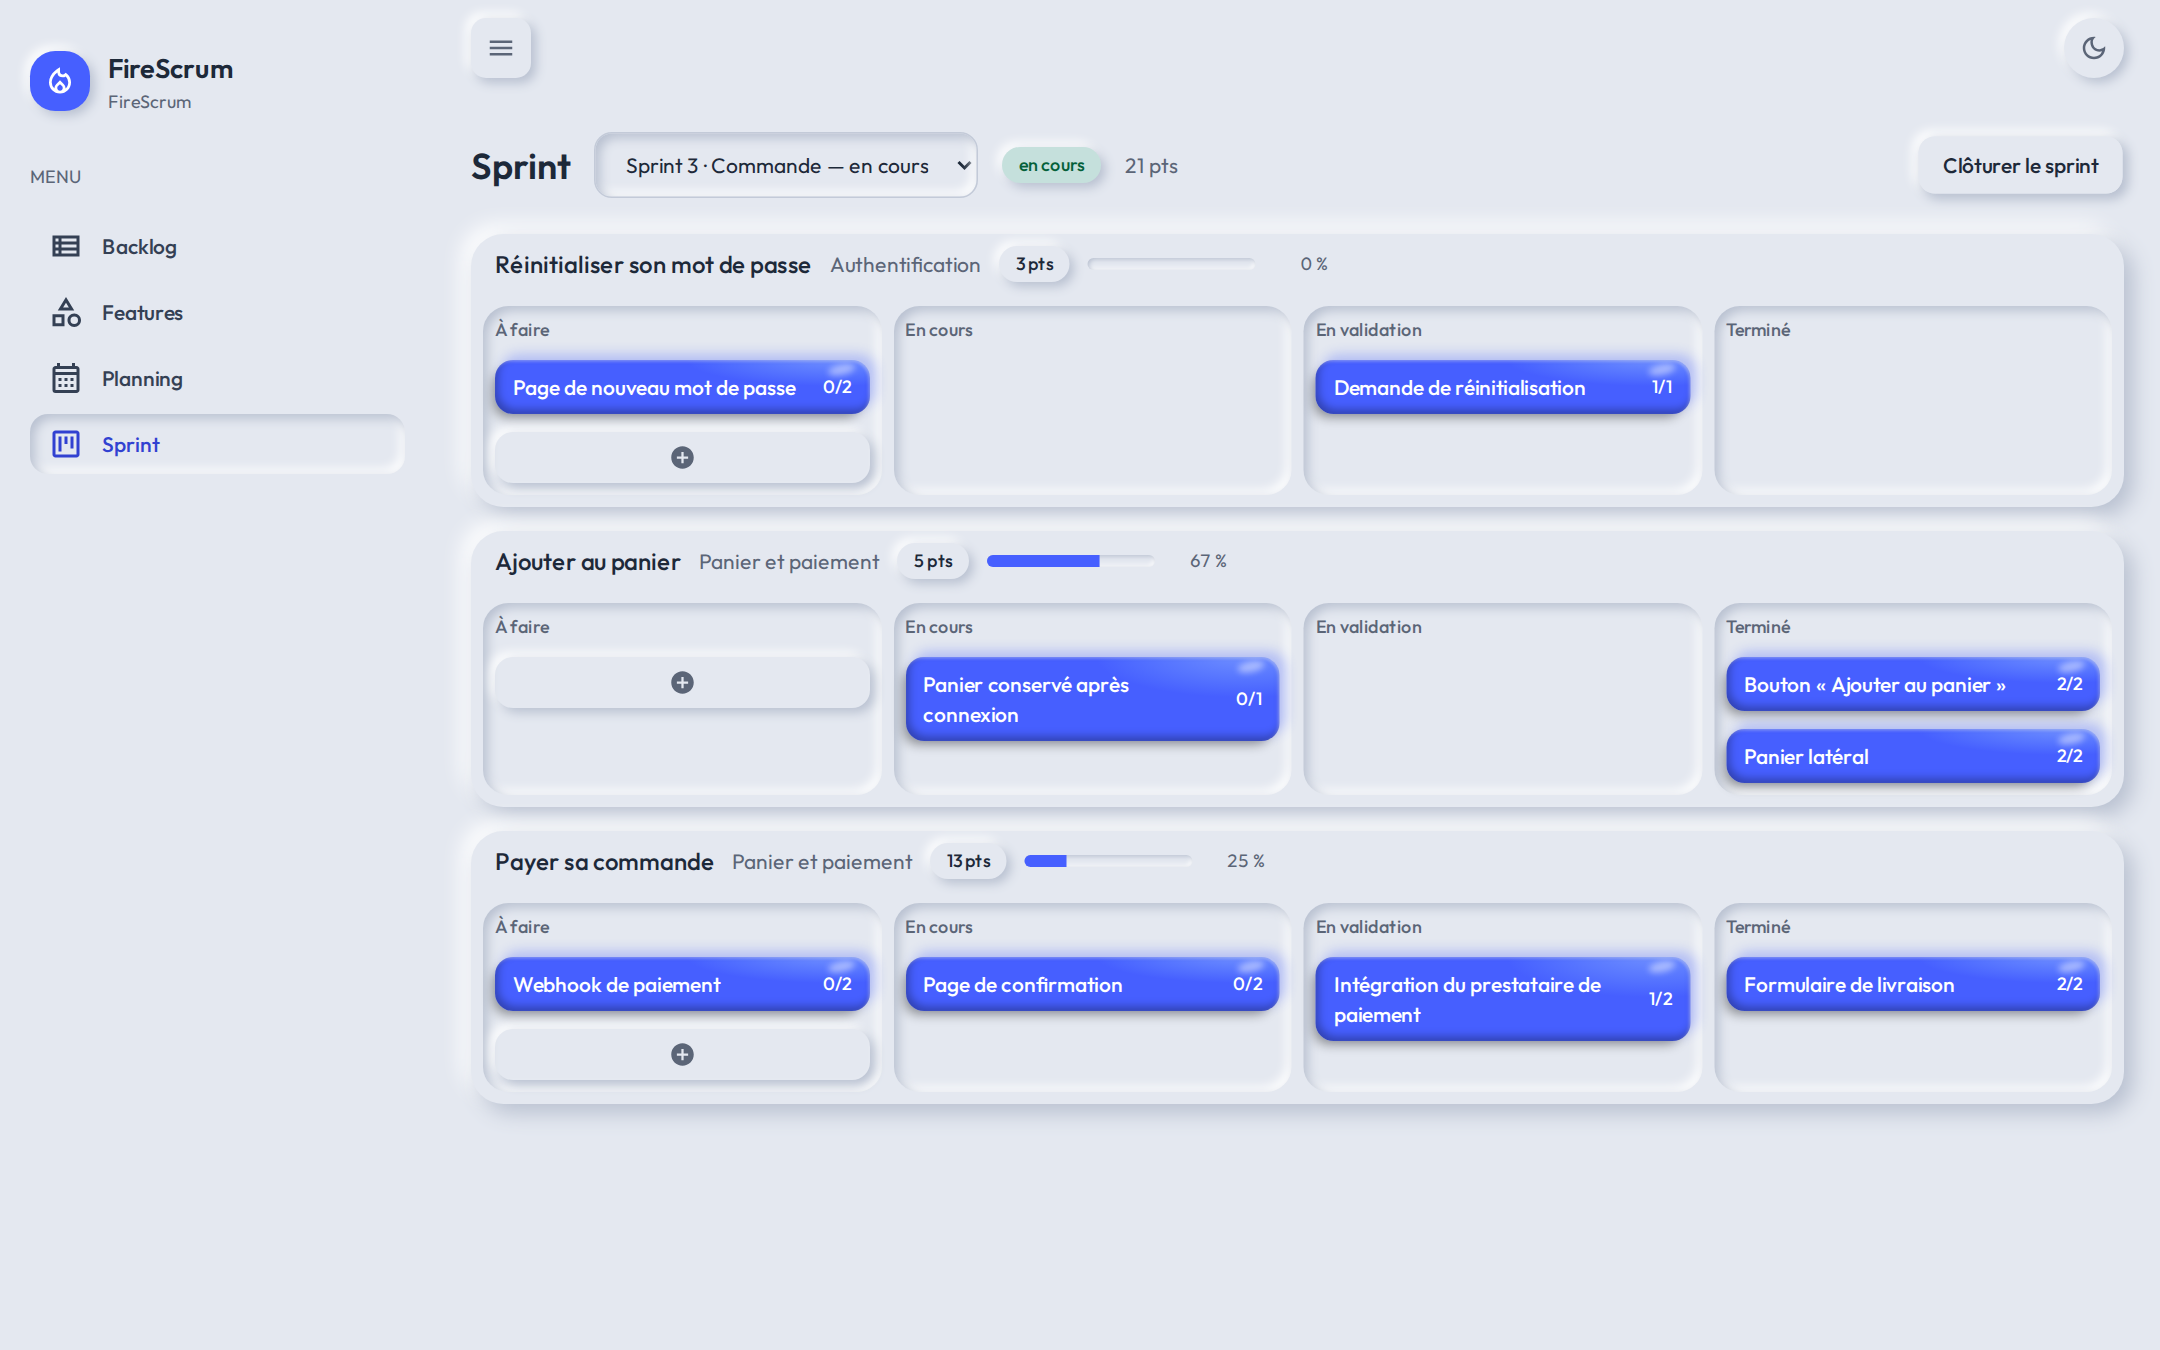 FireScrum
FireScrum
MENU
Backlog
Features
Planning
Sprint
Sprint
Sprint 3 · Commande — en cours
en cours
21 pts
Clôturer le sprint
Réinitialiser son mot de passe
Authentification
3 pts
0 %
À faire
En cours
En validation
Terminé
Page de nouveau mot de passe
0/2
Demande de réinitialisation
1/1
Ajouter au panier
Panier et paiement
5 pts
67 %
À faire
En cours
En validation
Terminé
Panier conservé après
connexion
0/1
Bouton « Ajouter au panier »
2/2
Panier latéral
2/2
Payer sa commande
Panier et paiement
13 pts
25 %
À faire
En cours
En validation
Terminé
Webhook de paiement
0/2
Page de confirmation
0/2
Intégration du prestataire de
paiement
1/2
Formulaire de livraison
2/2